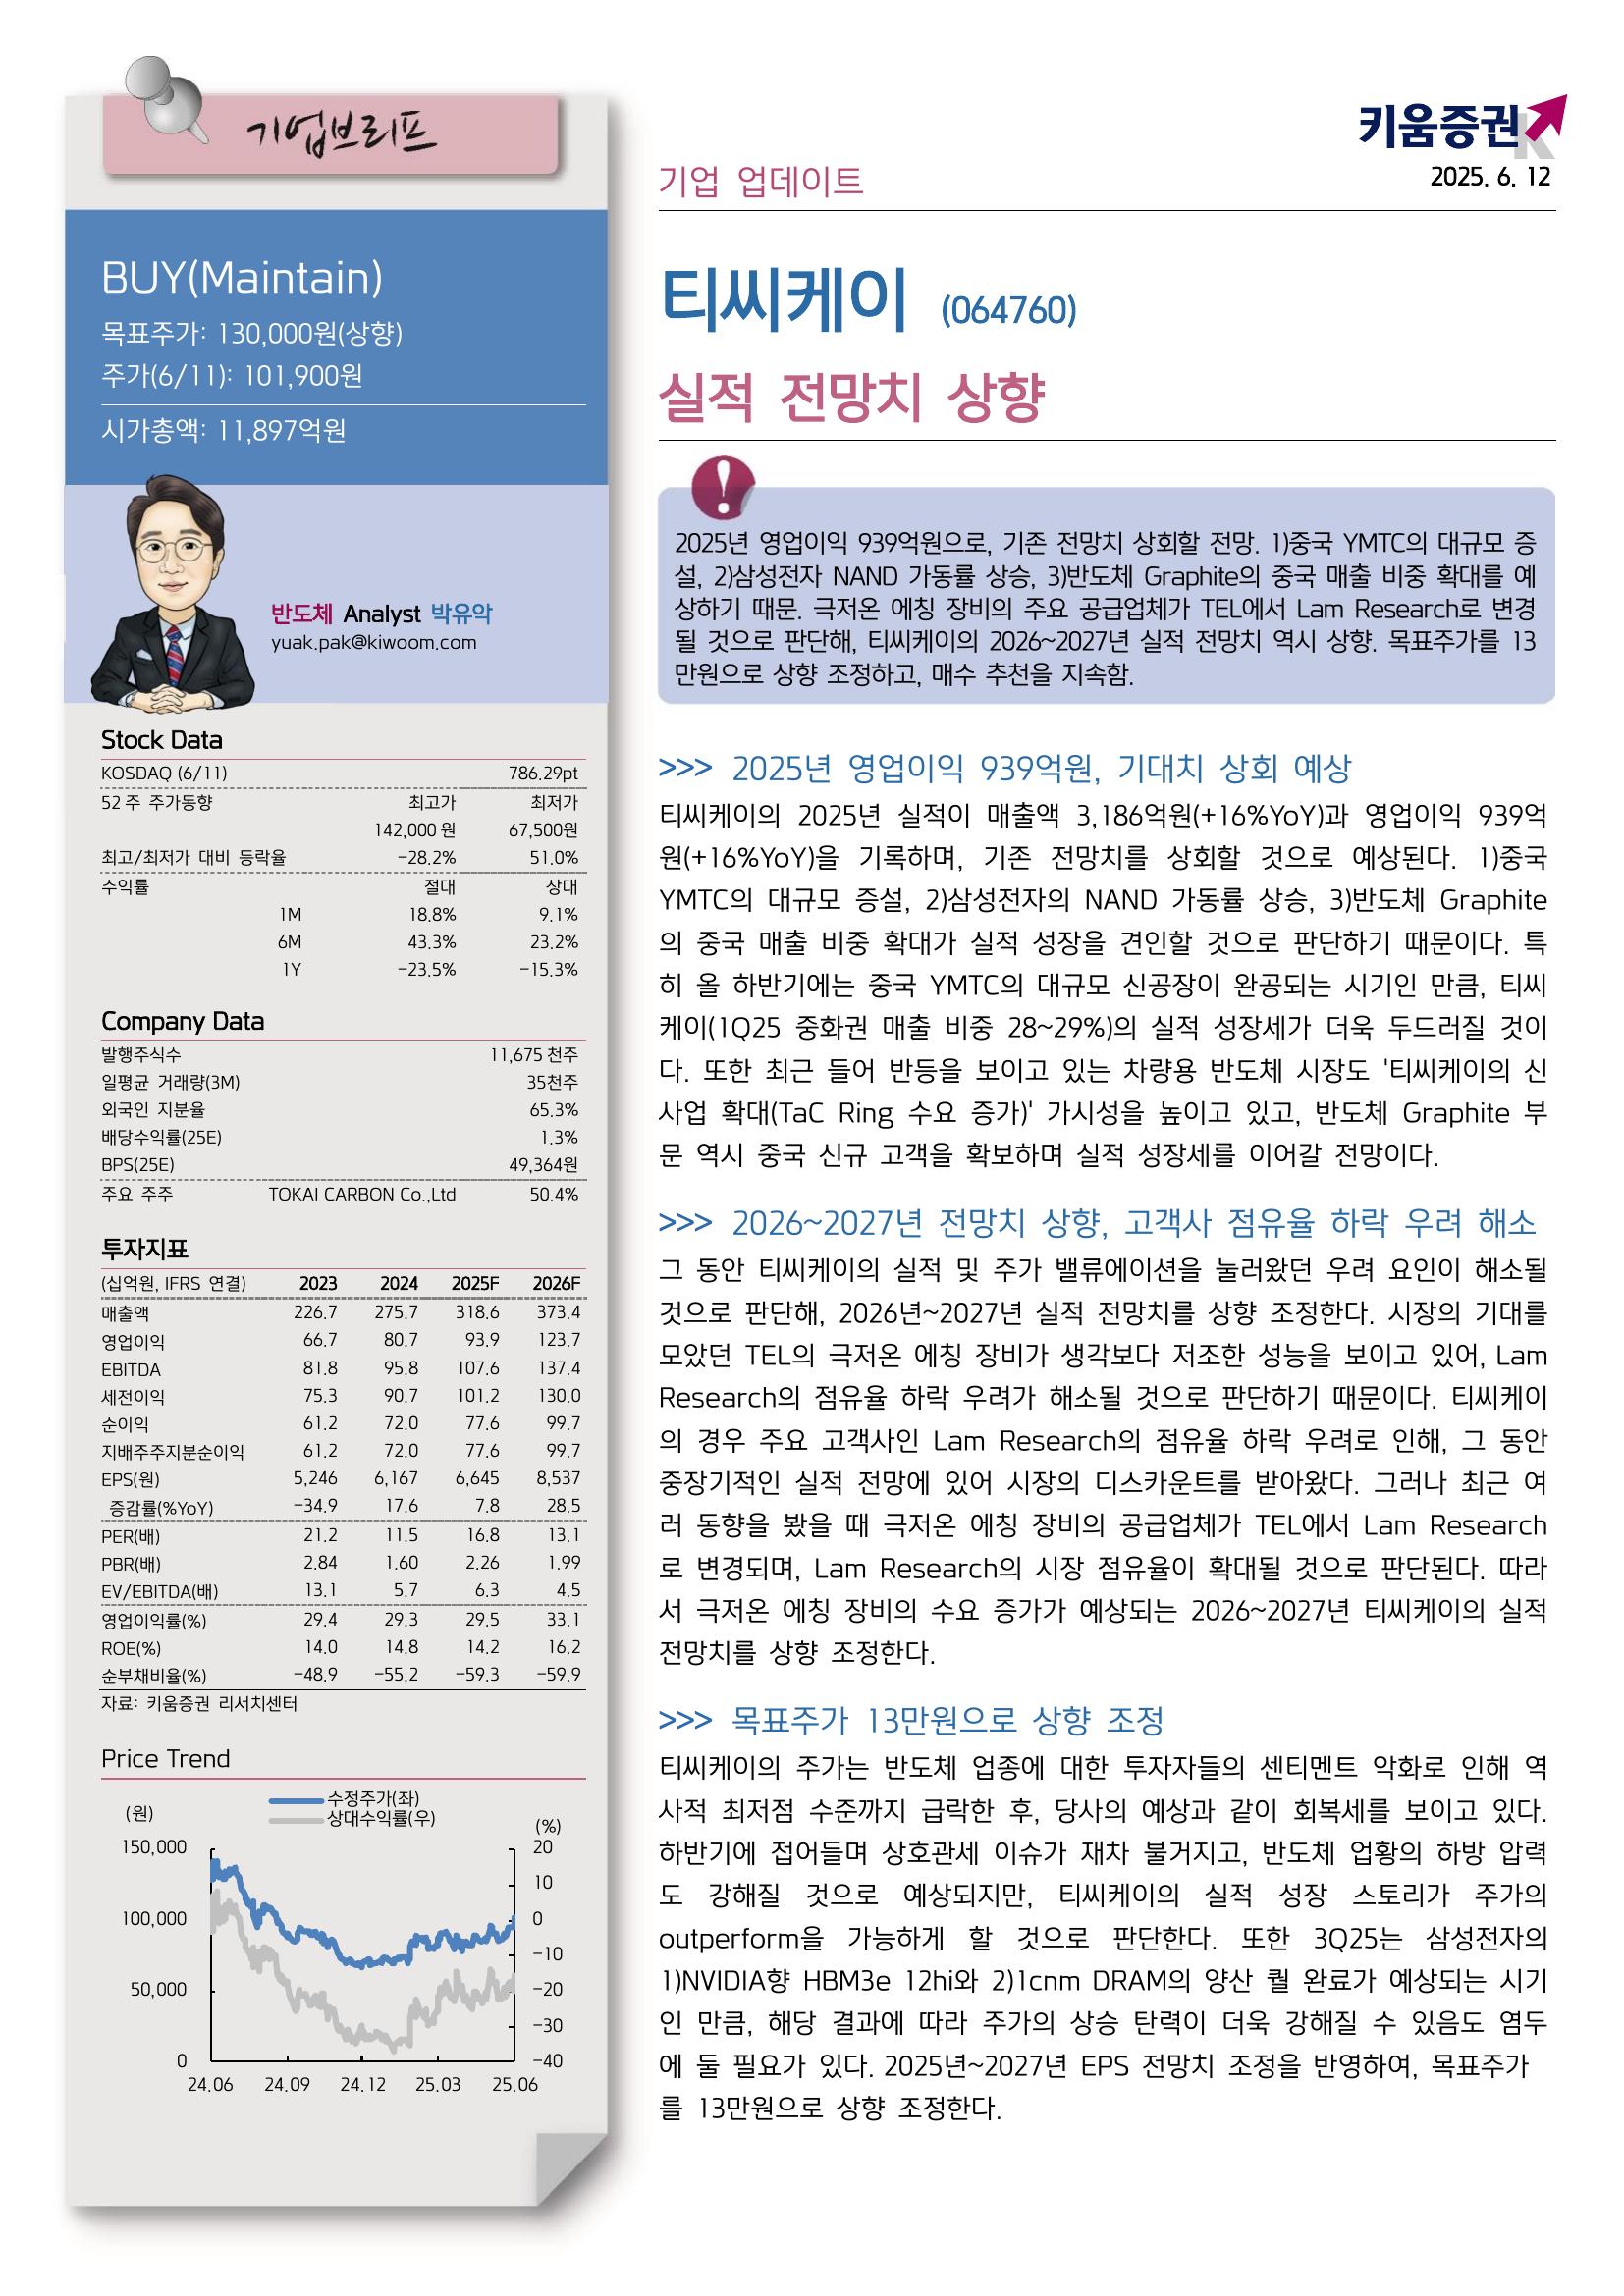 기업브리프
키움증권
2025. 6. 12
기업 업데이트
BUY(Maintain)
목표주가: 130,000원(상향)
주가(6/11): 101,900원
시가총액: 11,897억원
반도체 Analyst 박유악
yuak.pak@kiwoom.com
Stock Data
KOSDAQ (6/11) 786.29pt
52 주 주가동향 최고가 최저가
142,000 원 67,500원
최고/최저가 대비 등락율 -28.2% 51.0%
수익률 절대 상대
1M 18.8% 9.1%
6M 43.3% 23.2%
1Y -23.5% -15.3%
Company Data
발행주식수 11,675 천주
일평균 거래량(3M) 35천주
외국인 지분율 65.3%
배당수익률(25E) 1.3%
BPS(25E) 49,364원
주요 주주 TOKAI CARBON Co.,Ltd 50.4%
투자지표
(십억원, IFRS 연결) 2023 2024 2025F 2026F
매출액 226.7 275.7 318.6 373.4
영업이익 66.7 80.7 93.9 123.7
EBITDA 81.8 95.8 107.6 137.4
세전이익 75.3 90.7 101.2 130.0
순이익 61.2 72.0 77.6 99.7
지배주주지분순이익 61.2 72.0 77.6 99.7
EPS(원) 5,246 6,167 6,645 8,537
증감률(%YoY) -34.9 17.6 7.8 28.5
PER(배) 21.2 11.5 16.8 13.1
PBR(배) 2.84 1.60 2.26 1.99
EV/EBITDA(배) 13.1 5.7 6.3 4.5
영업이익률(%) 29.4 29.3 29.5 33.1
ROE(%) 14.0 14.8 14.2 16.2
순부채비율(%) -48.9 -55.2 -59.3 -59.9
자료: 키움증권 리서치센터
Price Trend
수정주가(좌)
상대수익률(우)
(원) (%)
150,000 20
10
100,000 0
-10
50,000 -20
-30
0 -40
24.06 24.09 24.12 25.03 25.06
티씨케이 (064760)
실적 전망치 상향
2025년 영업이익 939억원으로, 기존 전망치 상회할 전망. 1)중국 YMTC의 대규모 증
설, 2)삼성전자 NAND 가동률 상승, 3)반도체 Graphite의 중국 매출 비중 확대를 예
상하기 때문. 극저온 에칭 장비의 주요 공급업체가 TEL에서 Lam Research로 변경
될 것으로 판단해, 티씨케이의 2026~2027년 실적 전망치 역시 상향. 목표주가를 13
만원으로 상향 조정하고, 매수 추천을 지속함.
>>> 2025년 영업이익 939억원, 기대치 상회 예상
티씨케이의 2025년 실적이 매출액 3,186억원(+16%YoY)과 영업이익 939억
원(+16%YoY)을 기록하며, 기존 전망치를 상회할 것으로 예상된다. 1)중국
YMTC의 대규모 증설, 2)삼성전자의 NAND 가동률 상승, 3)반도체 Graphite
의 중국 매출 비중 확대가 실적 성장을 견인할 것으로 판단하기 때문이다. 특
히 올 하반기에는 중국 YMTC의 대규모 신공장이 완공되는 시기인 만큼, 티씨
케이(1Q25 중화권 매출 비중 28~29%)의 실적 성장세가 더욱 두드러질 것이
다. 또한 최근 들어 반등을 보이고 있는 차량용 반도체 시장도 '티씨케이의 신
사업 확대(TaC Ring 수요 증가)' 가시성을 높이고 있고, 반도체 Graphite 부
문 역시 중국 신규 고객을 확보하며 실적 성장세를 이어갈 전망이다.
>>> 2026~2027년 전망치 상향, 고객사 점유율 하락 우려 해소
그 동안 티씨케이의 실적 및 주가 밸류에이션을 눌러왔던 우려 요인이 해소될
것으로 판단해, 2026년~2027년 실적 전망치를 상향 조정한다. 시장의 기대를
모았던 TEL의 극저온 에칭 장비가 생각보다 저조한 성능을 보이고 있어, Lam
Research의 점유율 하락 우려가 해소될 것으로 판단하기 때문이다. 티씨케이
의 경우 주요 고객사인 Lam Research의 점유율 하락 우려로 인해, 그 동안
중장기적인 실적 전망에 있어 시장의 디스카운트를 받아왔다. 그러나 최근 여
러 동향을 봤을 때 극저온 에칭 장비의 공급업체가 TEL에서 Lam Research
로 변경되며, Lam Research의 시장 점유율이 확대될 것으로 판단된다. 따라
서 극저온 에칭 장비의 수요 증가가 예상되는 2026~2027년 티씨케이의 실적
전망치를 상향 조정한다.
>>> 목표주가 13만원으로 상향 조정
티씨케이의 주가는 반도체 업종에 대한 투자자들의 센티멘트 악화로 인해 역
사적 최저점 수준까지 급락한 후, 당사의 예상과 같이 회복세를 보이고 있다.
하반기에 접어들며 상호관세 이슈가 재차 불거지고, 반도체 업황의 하방 압력
도 강해질 것으로 예상되지만, 티씨케이의 실적 성장 스토리가 주가의
outperform을 가능하게 할 것으로 판단한다. 또한 3Q25는 삼성전자의
1)NVIDIA향 HBM3e 12hi와 2)1cnm DRAM의 양산 퀄 완료가 예상되는 시기
인 만큼, 해당 결과에 따라 주가의 상승 탄력이 더욱 강해질 수 있음도 염두
에 둘 필요가 있다. 2025년~2027년 EPS 전망치 조정을 반영하여, 목표주가
를 13만원으로 상향 조정한다.